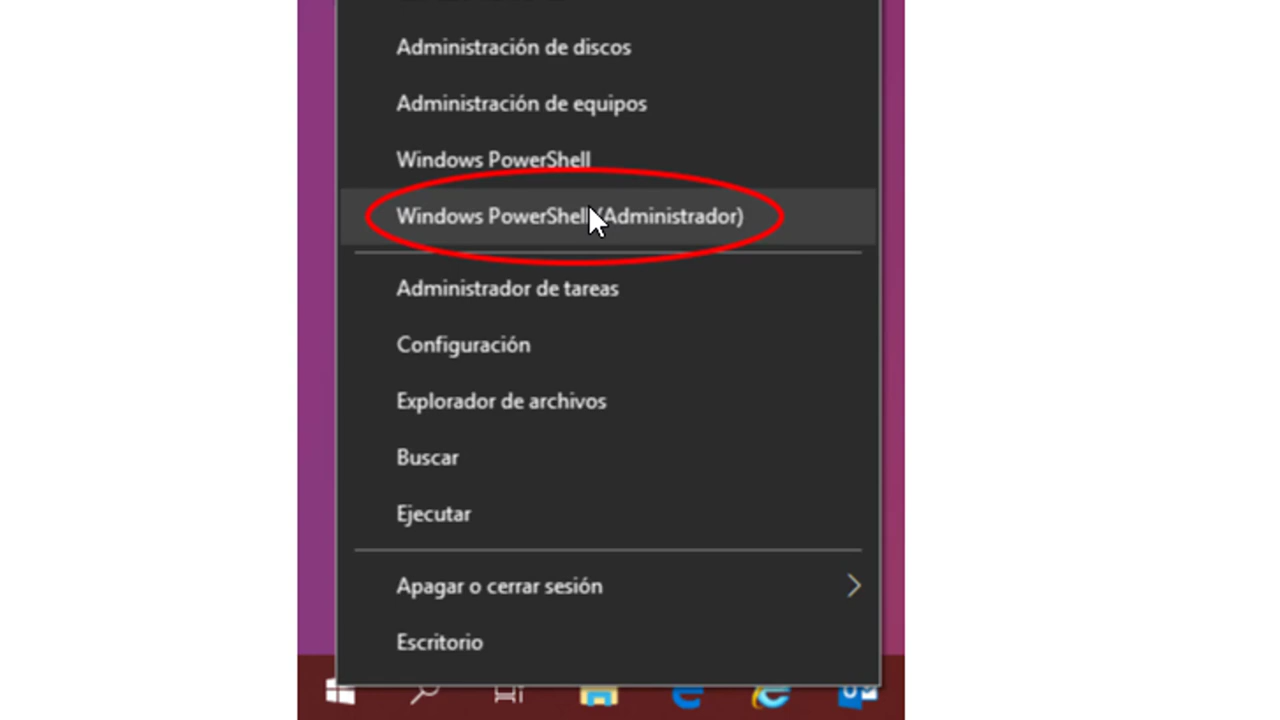 Administración de discos
Administración de equipos
Windows PowerShell
Windows PowerShell (Administrador)
Administrador de tareas
Configuración
Explorador de archivos
Buscar
Ejecutar
Apagar o cerrar sesión
Escritorio